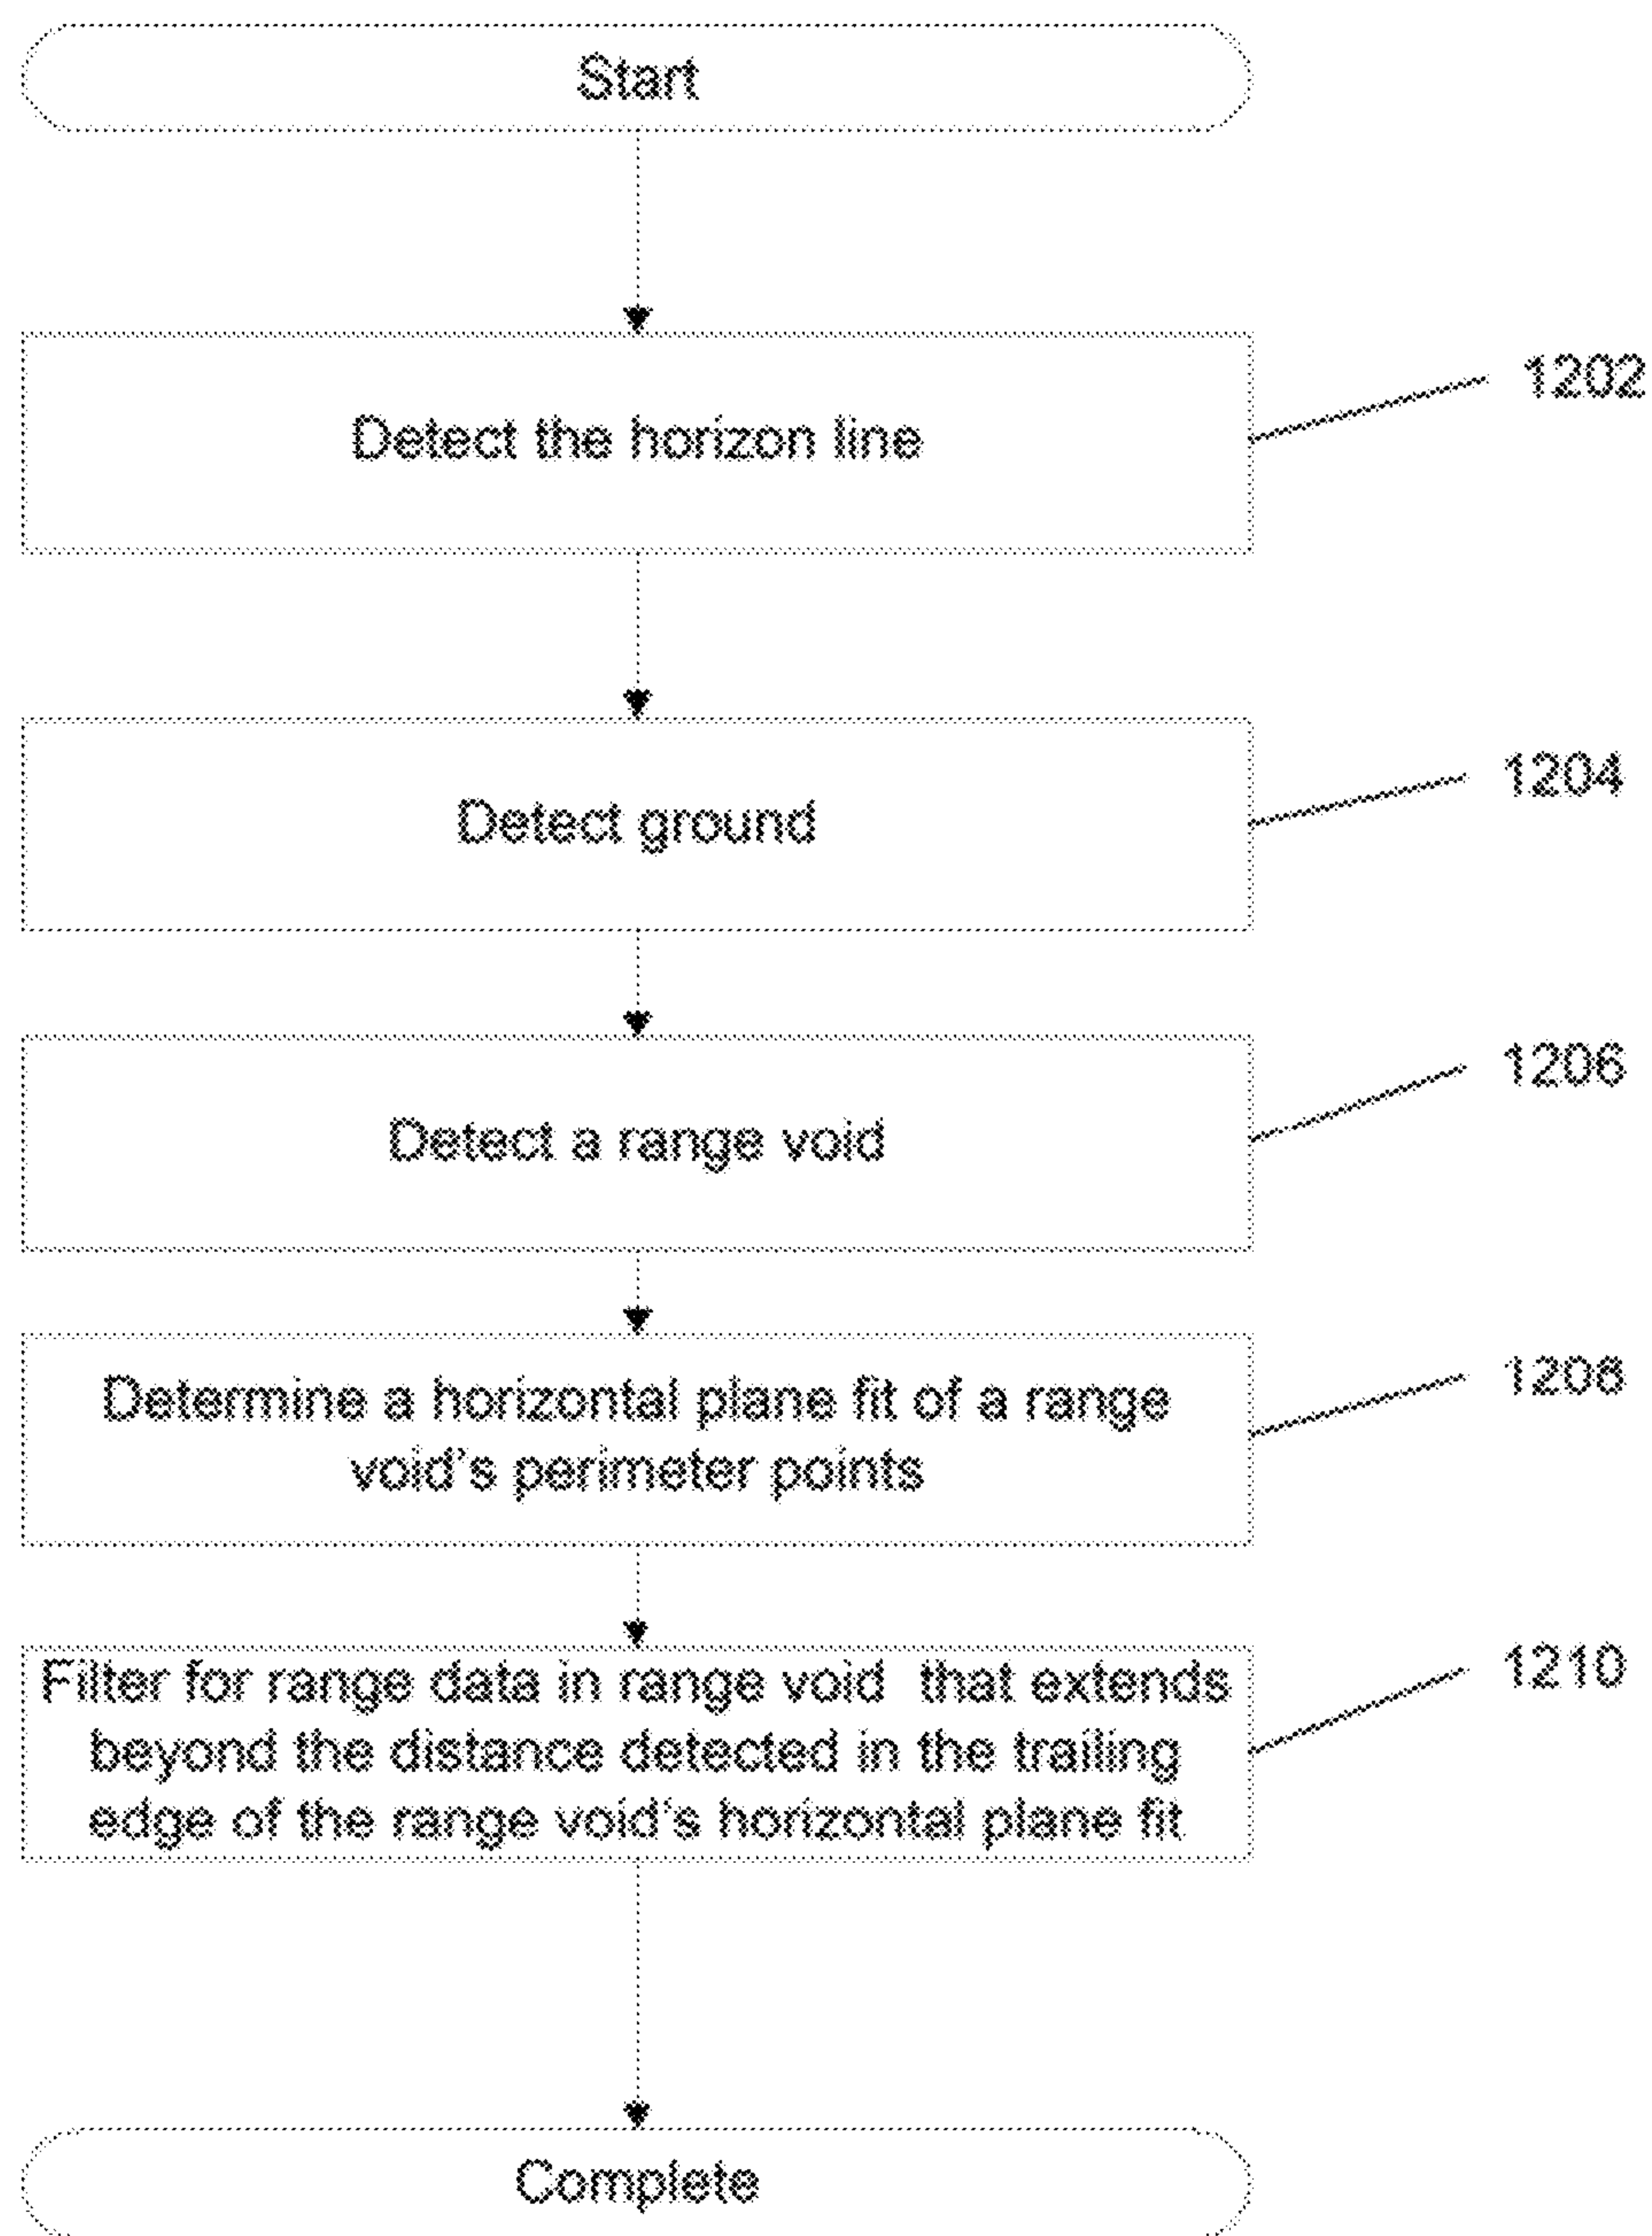 Start
Detect the horizon line
1202
Detect ground
1204
Detect a range void
1206
Determine a horizontal plane fit of a range
void's perimeter points
1208
Filter for range data in range void that extends
beyond the distance detected in the trailing
edge of the range void's horizontal plane fit
1210
Complete